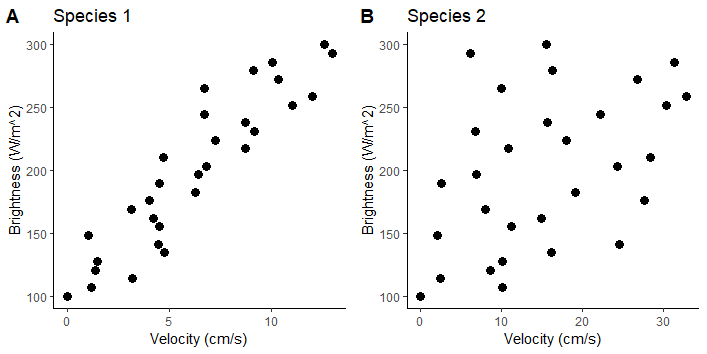 A Species 1
300
250
200
150
100
Brightness (W/m^2)
0 5 10
Velocity (cm/s)
B Species 2
300
250
200
150
100
Brightness (W/m^2)
0 10 20 30
Velocity (cm/s)